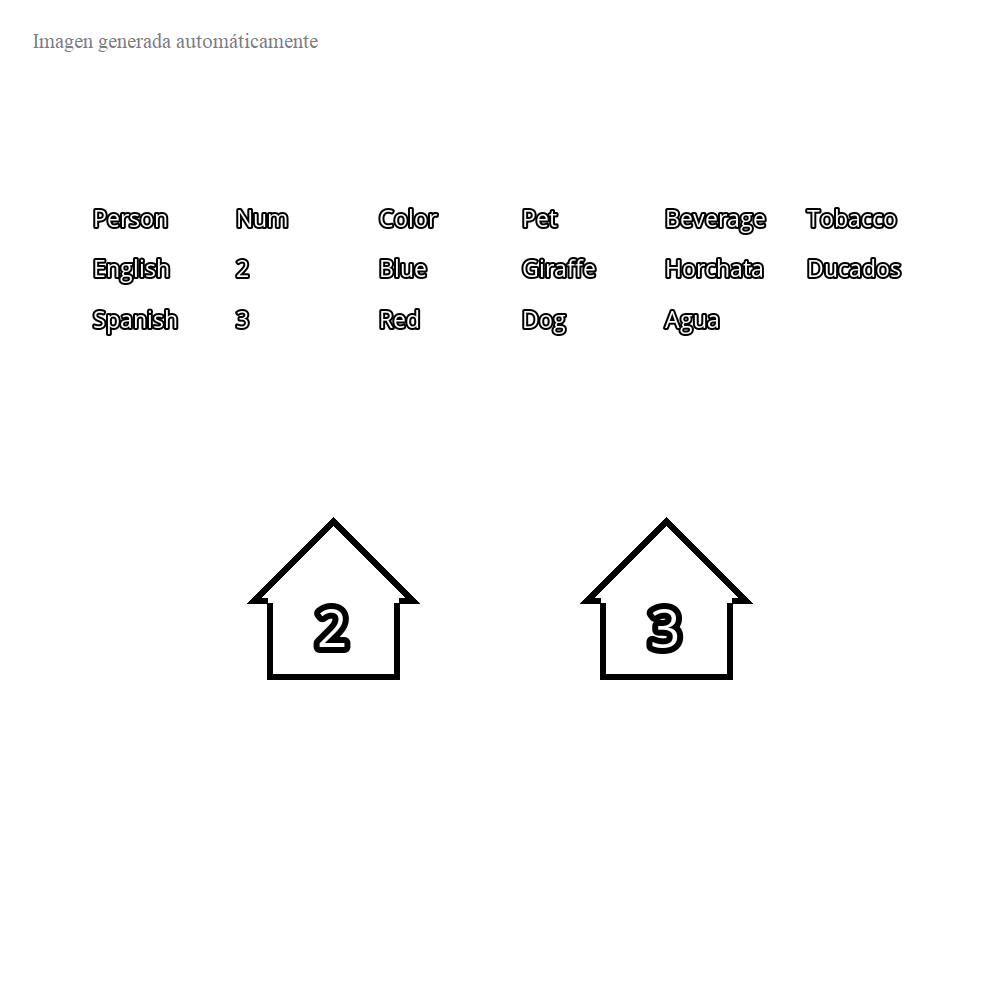 Imagen generada automáticamente
Person Num Color Pet Beverage Tobacco
English 2 Blue Giraffe Horchata Ducados
Spanish 3 Red Dog Agua
2 3